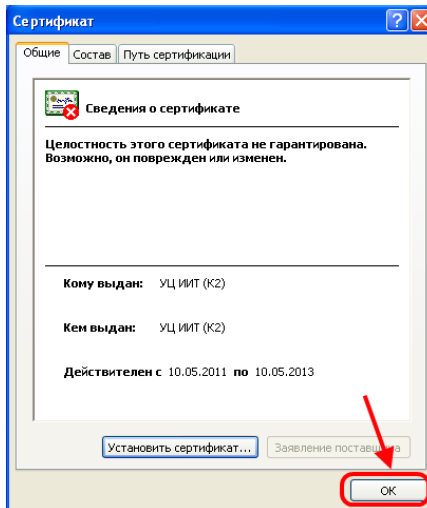 Сертификат
Общие Состав Путь сертификации
Сведения о сертификате
Целостность этого сертификата не гарантирована.
Возможно, он поврежден или изменен.
Кому выдан: УЦ ИИТ (К2)
Кем выдан: УЦ ИИТ (К2)
Действителен с 10.05.2011 по 10.05.2013
Установить сертификат... Заявление поставщика
ОК